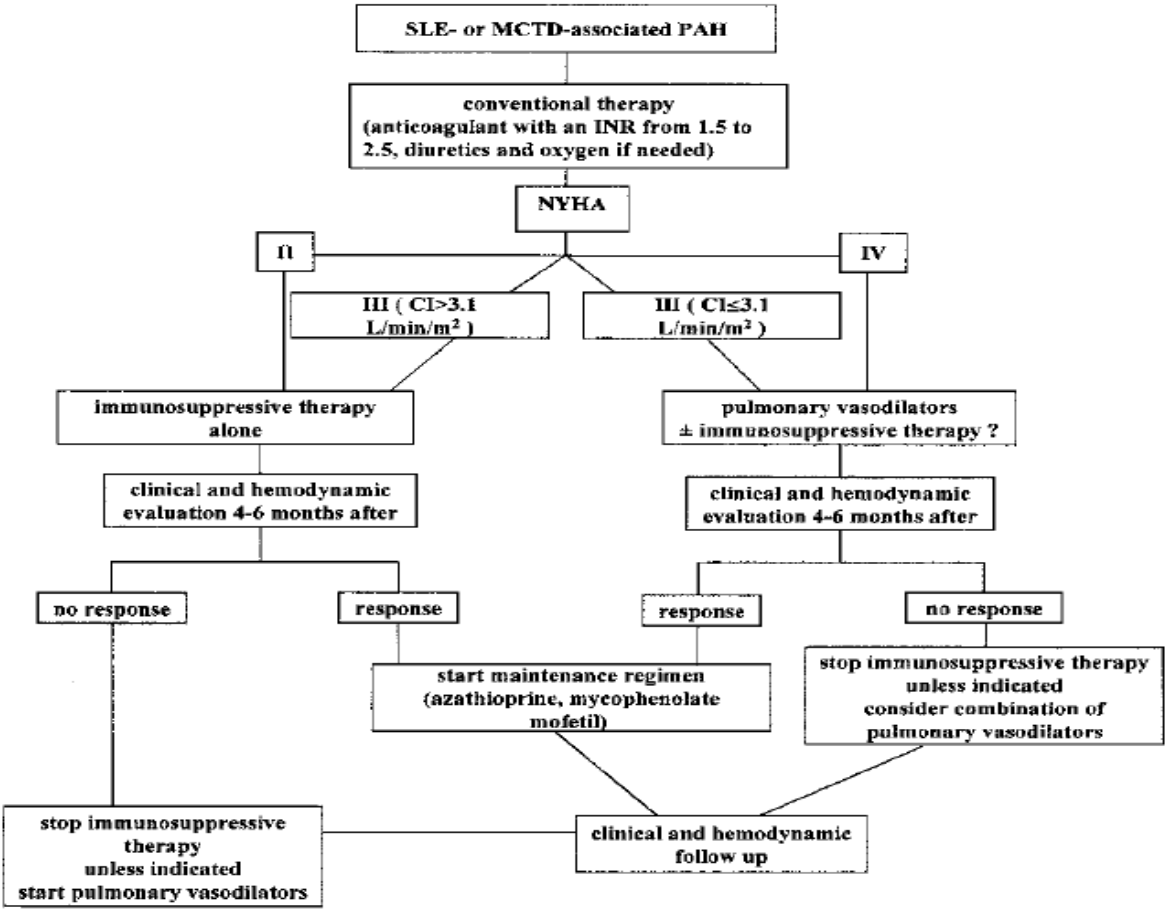 SLE- or MCTD-associated PAH
conventional therapy
(anticoagulant with an INR from 1.5 to
2.5, diuretics and oxygen if needed)
NYHA
II
IV
III ( CI>3.1
L/min/m² )
III ( CI≤3.1
L/min/m² )
immunosuppressive therapy
alone
pulmonary vasodilators
± immunosuppressive therapy ?
clinical and hemodynamic
evaluation 4-6 months after
clinical and hemodynamic
evaluation 4-6 months after
no response
response
response
no response
start maintenance regimen
(azathioprine, mycophenolate
mofetil)
stop immunosuppressive therapy
unless indicated
consider combination of
pulmonary vasodilators
stop immunosuppressive
therapy
unless indicated
start pulmonary vasodilators
clinical and hemodynamic
follow up